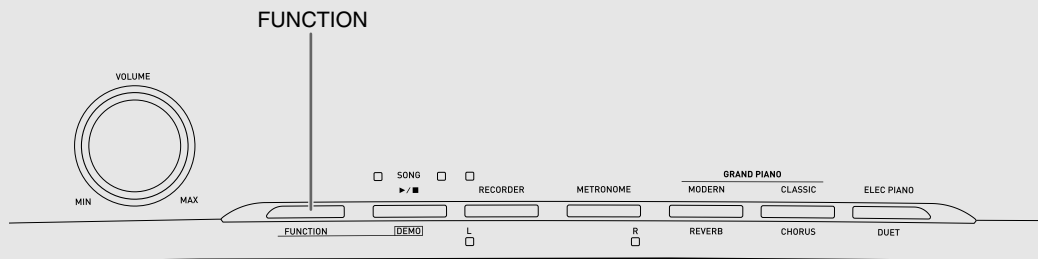 FUNCTION
VOLUME
MIN
MAX
SONG
▶/■
RECORDER
METRONOME
GRAND PIANO
MODERN
CLASSIC
ELEC PIANO
FUNCTION
DEMO
L
R
REVERB
CHORUS
DUET